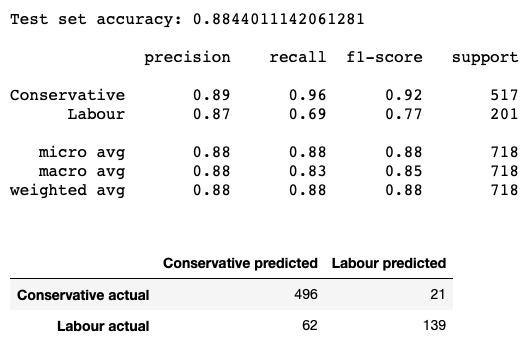 Test set accuracy: 0.8844011142061281
precision recall f1-score support
Conservative 0.89 0.96 0.92 517
Labour 0.87 0.69 0.77 201
micro avg 0.88 0.88 0.88 718
macro avg 0.88 0.83 0.85 718
weighted avg 0.88 0.88 0.88 718
Conservative predicted Labour predicted
Conservative actual 496 21
Labour actual 62 139